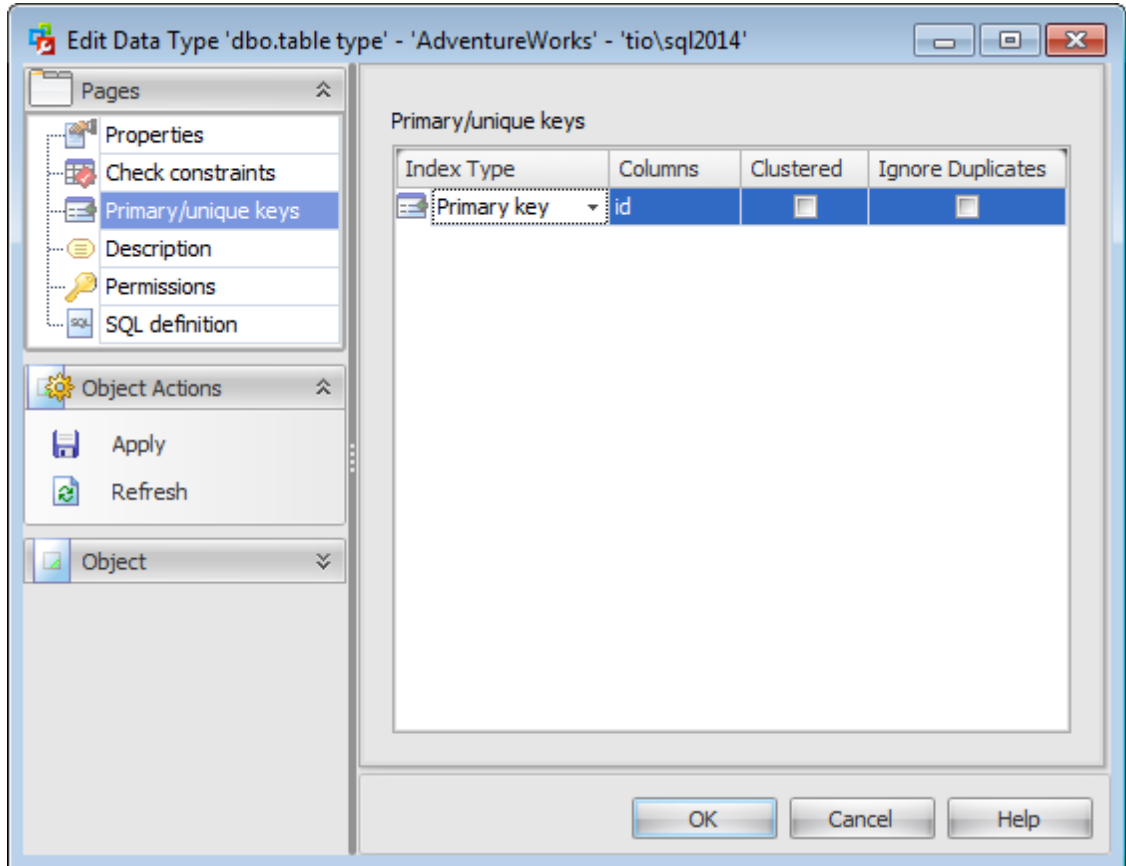 Edit Data Type 'dbo.table type' - 'AdventureWorks' - 'tio\sql2014'
Pages
Properties
Check constraints
Primary/unique keys
Description
Permissions
SQL definition
Object Actions
Apply
Refresh
Object
Primary/unique keys
Index Type Columns Clustered Ignore Duplicates
Primary key id
OK Cancel Help